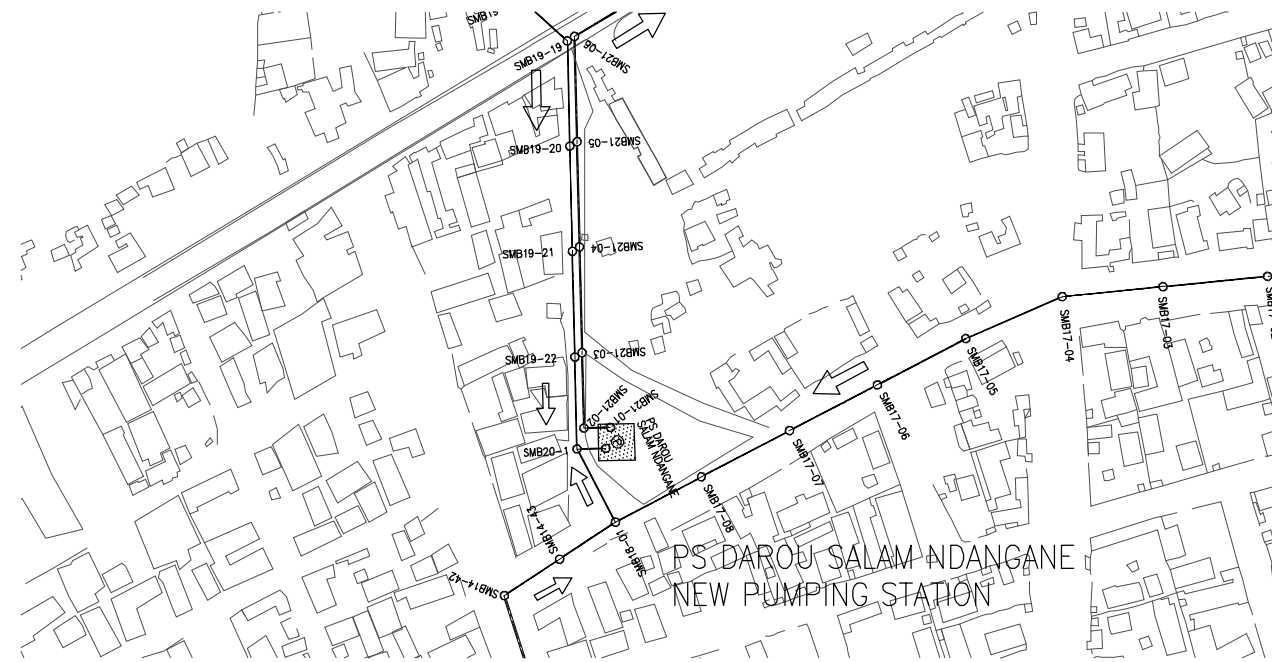 SMB19
SMB19-19
SMB21-06
SMB19-20
SMB21-05
SMB19-21
SMB21-04
SMB17-03
SMB17-04
SMB19-22
SMB21-03
SMB17-05
SMB21-02
SMB21-01
SMB17-06
PS DAROU
SALAM NDANGANE
SMB20-1
SMB17-07
SMB17-08
SMB14-43
SMB18-01
SMB14-42
PS DAROU SALAM NDANGANE
NEW PUMPING STATION